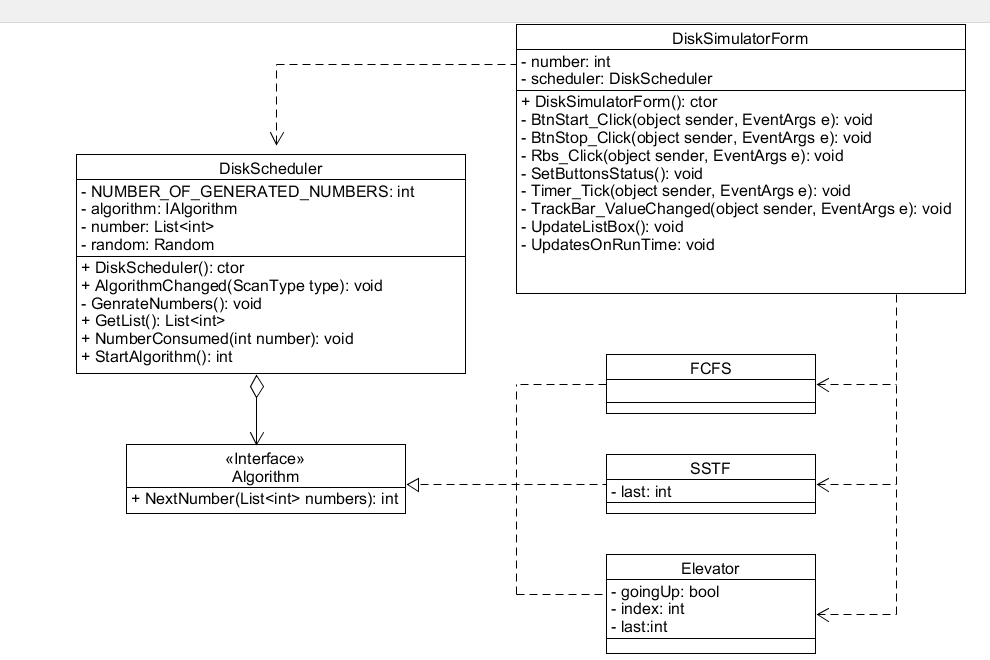 DiskSimulatorForm
- number: int
- scheduler: DiskScheduler
+ DiskSimulatorForm(): ctor
- BtnStart_Click(object sender, EventArgs e): void
- BtnStop_Click(object sender, EventArgs e): void
- Rbs_Click(object sender, EventArgs e): void
- SetButtonsStatus(): void
- Timer_Tick(object sender, EventArgs e): void
- TrackBar_ValueChanged(object sender, EventArgs e): void
- UpdateListBox(): void
- UpdatesOnRunTime: void
DiskScheduler
- NUMBER_OF_GENERATED_NUMBERS: int
- algorithm: IAlgorithm
- number: List<int>
- random: Random
+ DiskScheduler(): ctor
+ AlgorithmChanged(ScanType type): void
- GenrateNumbers(): void
+ GetList(): List<int>
+ NumberConsumed(int number): void
+ StartAlgorithm(): int
«Interface»
Algorithm
+ NextNumber(List<int> numbers): int
FCFS
SSTF
- last: int
Elevator
- goingUp: bool
- index: int
- last:int